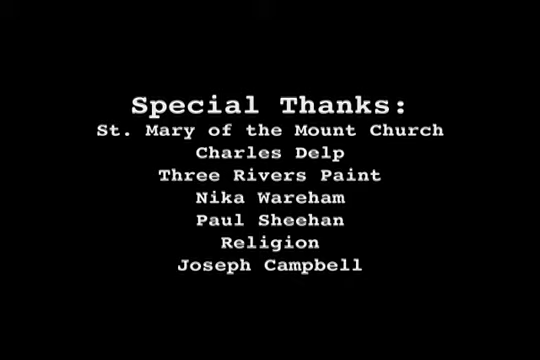 Special Thanks:
St. Mary of the Mount Church
Charles Delp
Three Rivers Paint
Nika Wareham
Paul Sheehan
Religion
Joseph Campbell